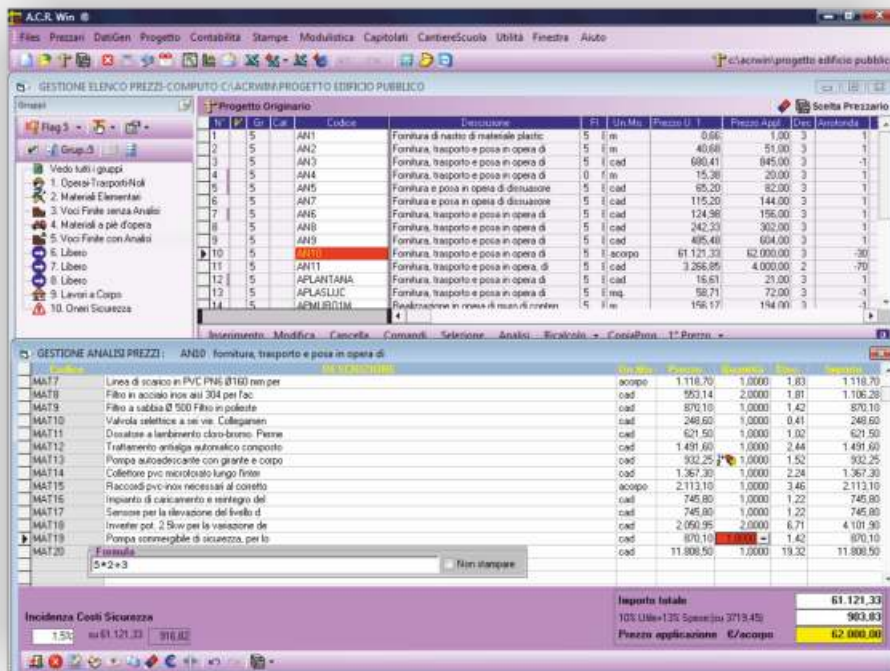 A.C.R. Win ®
Files Prezzari DatiGen Progetto Contabilità Stampe Modulistica Capitolati CantiereScuola Utilità Finestra Aiuto
c:\acrwin\progetto edificio pubblic
GESTIONE ELENCO PREZZI-COMPUTO C:\ACRWIN\PROGETTO EDIFICIO PUBBLICO
Gruppi
Progetto Originario
Scelta Prezzario
Flag 5
Grup.5
Vedo tutti i gruppi
1. Operai-Trasporti-Noli
2. Materiali Elementari
3. Voci Finite senza Analisi
4. Materiali a piè d'opera
5. Voci Finite con Analisi
6. Libero
7. Libero
8. Libero
9. Lavori a Corpo
10. Oneri Sicurezza
N° Gr Cat Codice Descrizione Fl Un.Mis Prezzo U. 1 Prezzo Appl. Dec Arrotonda
1 5 AN1 Fornitura di nastro di materiale plastic 5 m 0,66 1,00 3 1
2 5 AN2 Fornitura, trasporto e posa in opera di 5 m 40,68 51,00 3 1
3 5 AN3 Fornitura, trasporto e posa in opera di 5 cad 680,41 845,00 3 -1
4 5 AN4 Fornitura, trasporto e posa in opera di 0 m 15,38 20,00 3 1
5 5 AN5 Fornitura e posa in opera di dissuasore 5 cad 65,20 82,00 3 1
6 5 AN7 Fornitura e posa in opera di dissuasore 5 cad 115,20 144,00 3 1
7 5 AN6 Fornitura, trasporto e posa in opera di 5 cad 124,98 156,00 3 1
8 5 AN8 Fornitura, trasporto e posa in opera di 5 cad 242,33 302,00 3 1
9 5 AN9 Fornitura, trasporto e posa in opera di 5 cad 485,48 604,00 3 1
10 5 AN10 Fornitura, trasporto e posa in opera di 5 acorpo 61.121,33 62.000,00 3 -30
11 5 AN11 Fornitura, trasporto e posa in opera, di 5 cad 3.266,85 4.000,00 2 -70
12 5 APLANTANA Fornitura, trasporto e posa in opera di 5 cad 16,61 21,00 3 1
13 5 APLASLUC Fornitura, trasporto e posa in opera di 5 mq. 58,71 72,00 3 -1
14 5 APMURO1M Realizzazione in opera di muro di conten 5 m 156,17 194,00 3 1
Inserimento Modifica Cancella Comandi Selezione Analisi Ricalcolo CopiaPros 1° Prezzo
GESTIONE ANALISI PREZZI : AN10 fornitura, trasporto e posa in opera di
Codice DESCRIZIONE Un.Mis Prezzo Quantità Importo
MAT7 Linea di scarico in PVC PN6 Ø160 mm per acorpo 1.118,70 1,0000 1,83 1.118,70
MAT8 Filtro in acciaio inox aisi 304 per l'ac cad 553,14 2,0000 1,81 1.106,28
MAT9 Filtro a sabbia Ø 500 Filtro in polieste cad 870,10 1,0000 1,42 870,10
MAT10 Valvola selettrice a sei vie. Collegamen cad 248,60 1,0000 0,41 248,60
MAT11 Dosatore a lambimento cloro-bromo. Perme cad 621,50 1,0000 1,02 621,50
MAT12 Trattamento antialga automatico composto cad 1.491,60 1,0000 2,44 1.491,60
MAT13 Pompa autoadescante con girante e corpo cad 932,25 1,0000 1,52 932,25
MAT14 Collettore pvc microforato lungo l'inter cad 1.367,30 1,0000 2,24 1.367,30
MAT15 Raccordi pvc-inox necessari al corretto acorpo 2.113,10 1,0000 3,46 2.113,10
MAT16 Impianto di caricamento e reintegro del cad 745,80 1,0000 1,22 745,80
MAT17 Sensore per la rilevazione del livello d cad 745,80 1,0000 1,22 745,80
MAT18 Inverter pot. 2.5kw per la variazione de cad 2.050,95 2,0000 6,71 4.101,90
MAT19 Pompa sommergibile di sicurezza, per lo cad 870,10 1,0000 1,42 870,10
MAT20 cad 11.808,50 1,0000 19,32 11.808,50
Formula
5*2+3
Non stampare
Incidenza Costi Sicurezza
1.5% su 61.121,33 916,82
Importo totale 61.121,33
10% Utile+13% Spese:(su 3719.45) 983,83
Prezzo applicazione €/acorpo 62.000,00